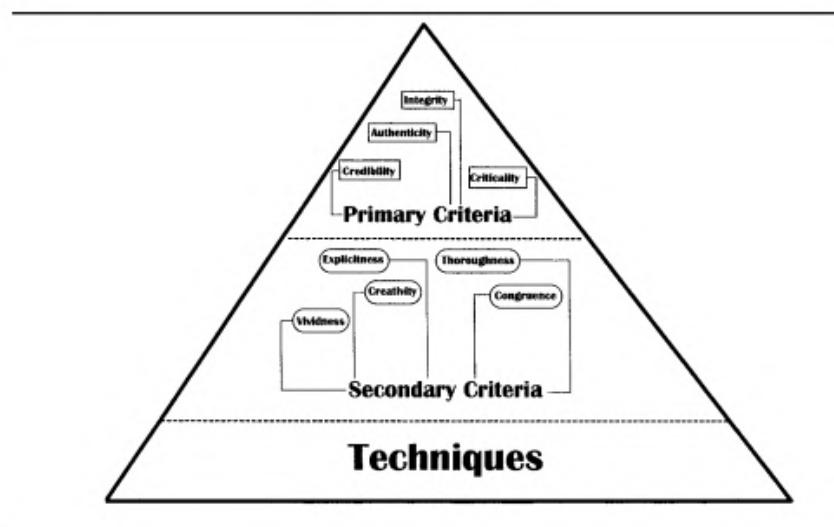 Integrity
Authenticity
Credibility
Criticality
Primary Criteria
Explicitness
Thoroughness
Creativity
Congruence
Vividness
Secondary Criteria
Techniques